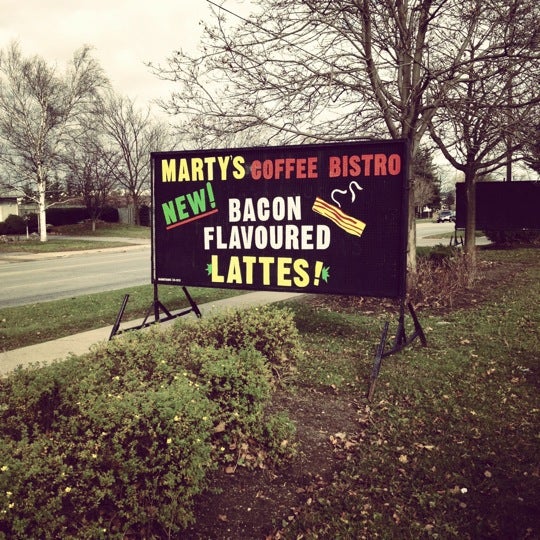 MARTY'S COFFEE BISTRO
NEW!
BACON
FLAVOURED
LATTES!